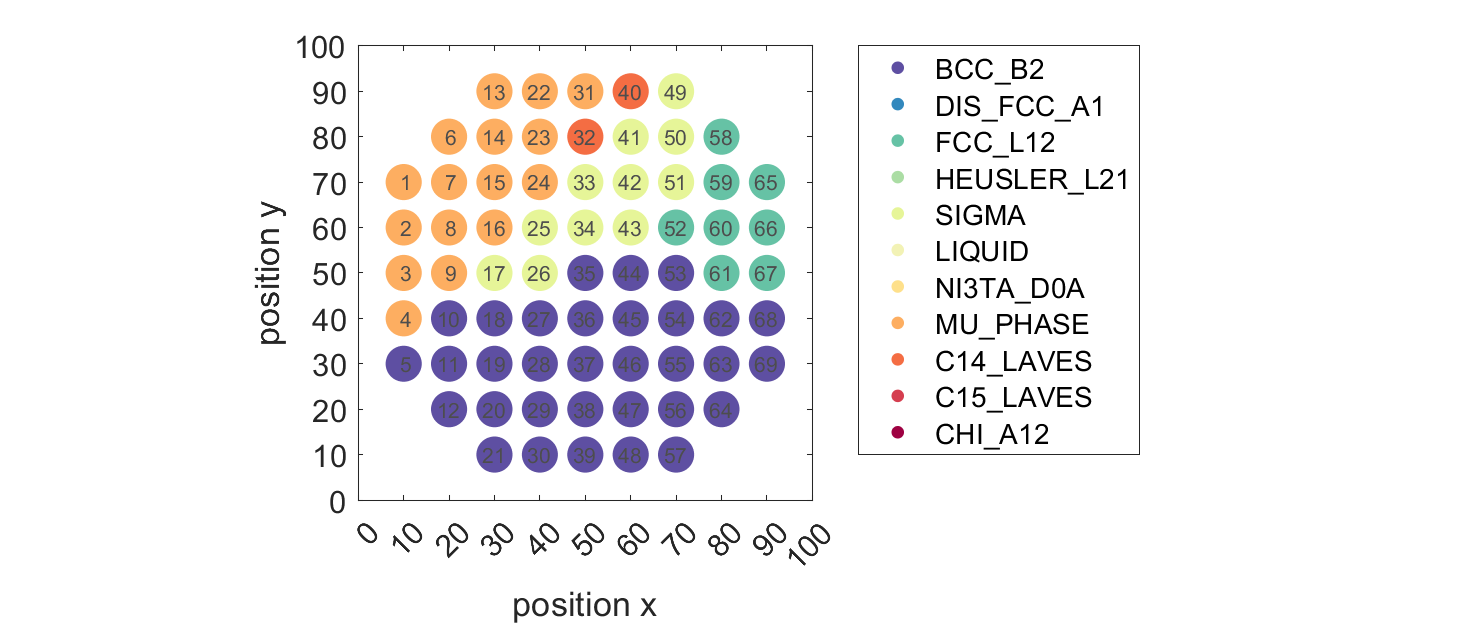 100
90
80
70
60
50
40
30
20
10
0
position y
13 22 31 40 49
6 14 23 32 41 50 58
1 7 15 24 33 42 51 59 65
2 8 16 25 34 43 52 60 66
3 9 17 26 35 44 53 61 67
4 10 18 27 36 45 54 62 68
5 11 19 28 37 46 55 63 69
12 20 29 38 47 56 64
21 30 39 48 57
0 10 20 30 40 50 60 70 80 90 100
position x
BCC_B2
DIS_FCC_A1
FCC_L12
HEUSLER_L21
SIGMA
LIQUID
NI3TA_D0A
MU_PHASE
C14_LAVES
C15_LAVES
CHI_A12